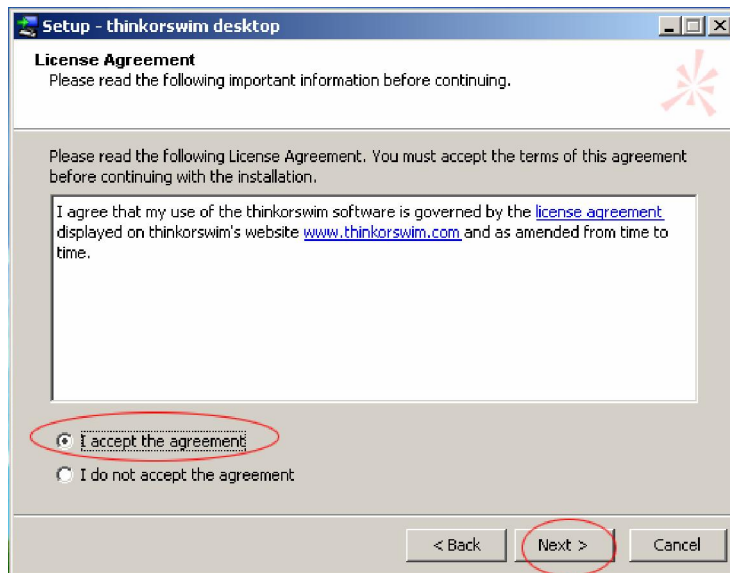 Setup - thinkorswim desktop
License Agreement
Please read the following important information before continuing.
Please read the following License Agreement. You must accept the terms of this agreement
before continuing with the installation.
I agree that my use of the thinkorswim software is governed by the license agreement
displayed on thinkorswim's website www.thinkorswim.com and as amended from time to
time.
I accept the agreement
I do not accept the agreement
< Back Next > Cancel